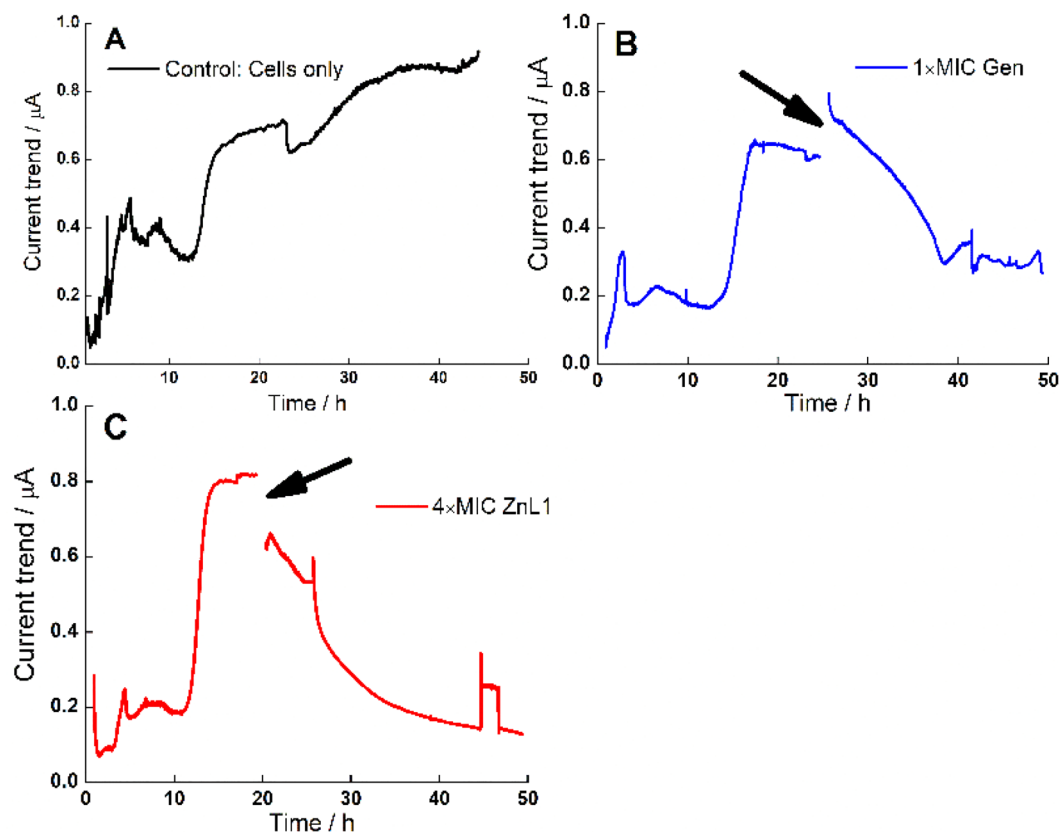 A
Control: Cells only
Current trend / μA
1.0
0.8
0.6
0.4
0.2
0.0
10
20
30
40
50
Time / h
B
1×MIC Gen
Current trend / μA
1.0
0.8
0.6
0.4
0.2
0.0
0
10
20
30
40
50
Time / h
C
4×MIC ZnL1
Current trend / μA
1.0
0.8
0.6
0.4
0.2
0.0
0
10
20
30
40
50
Time / h